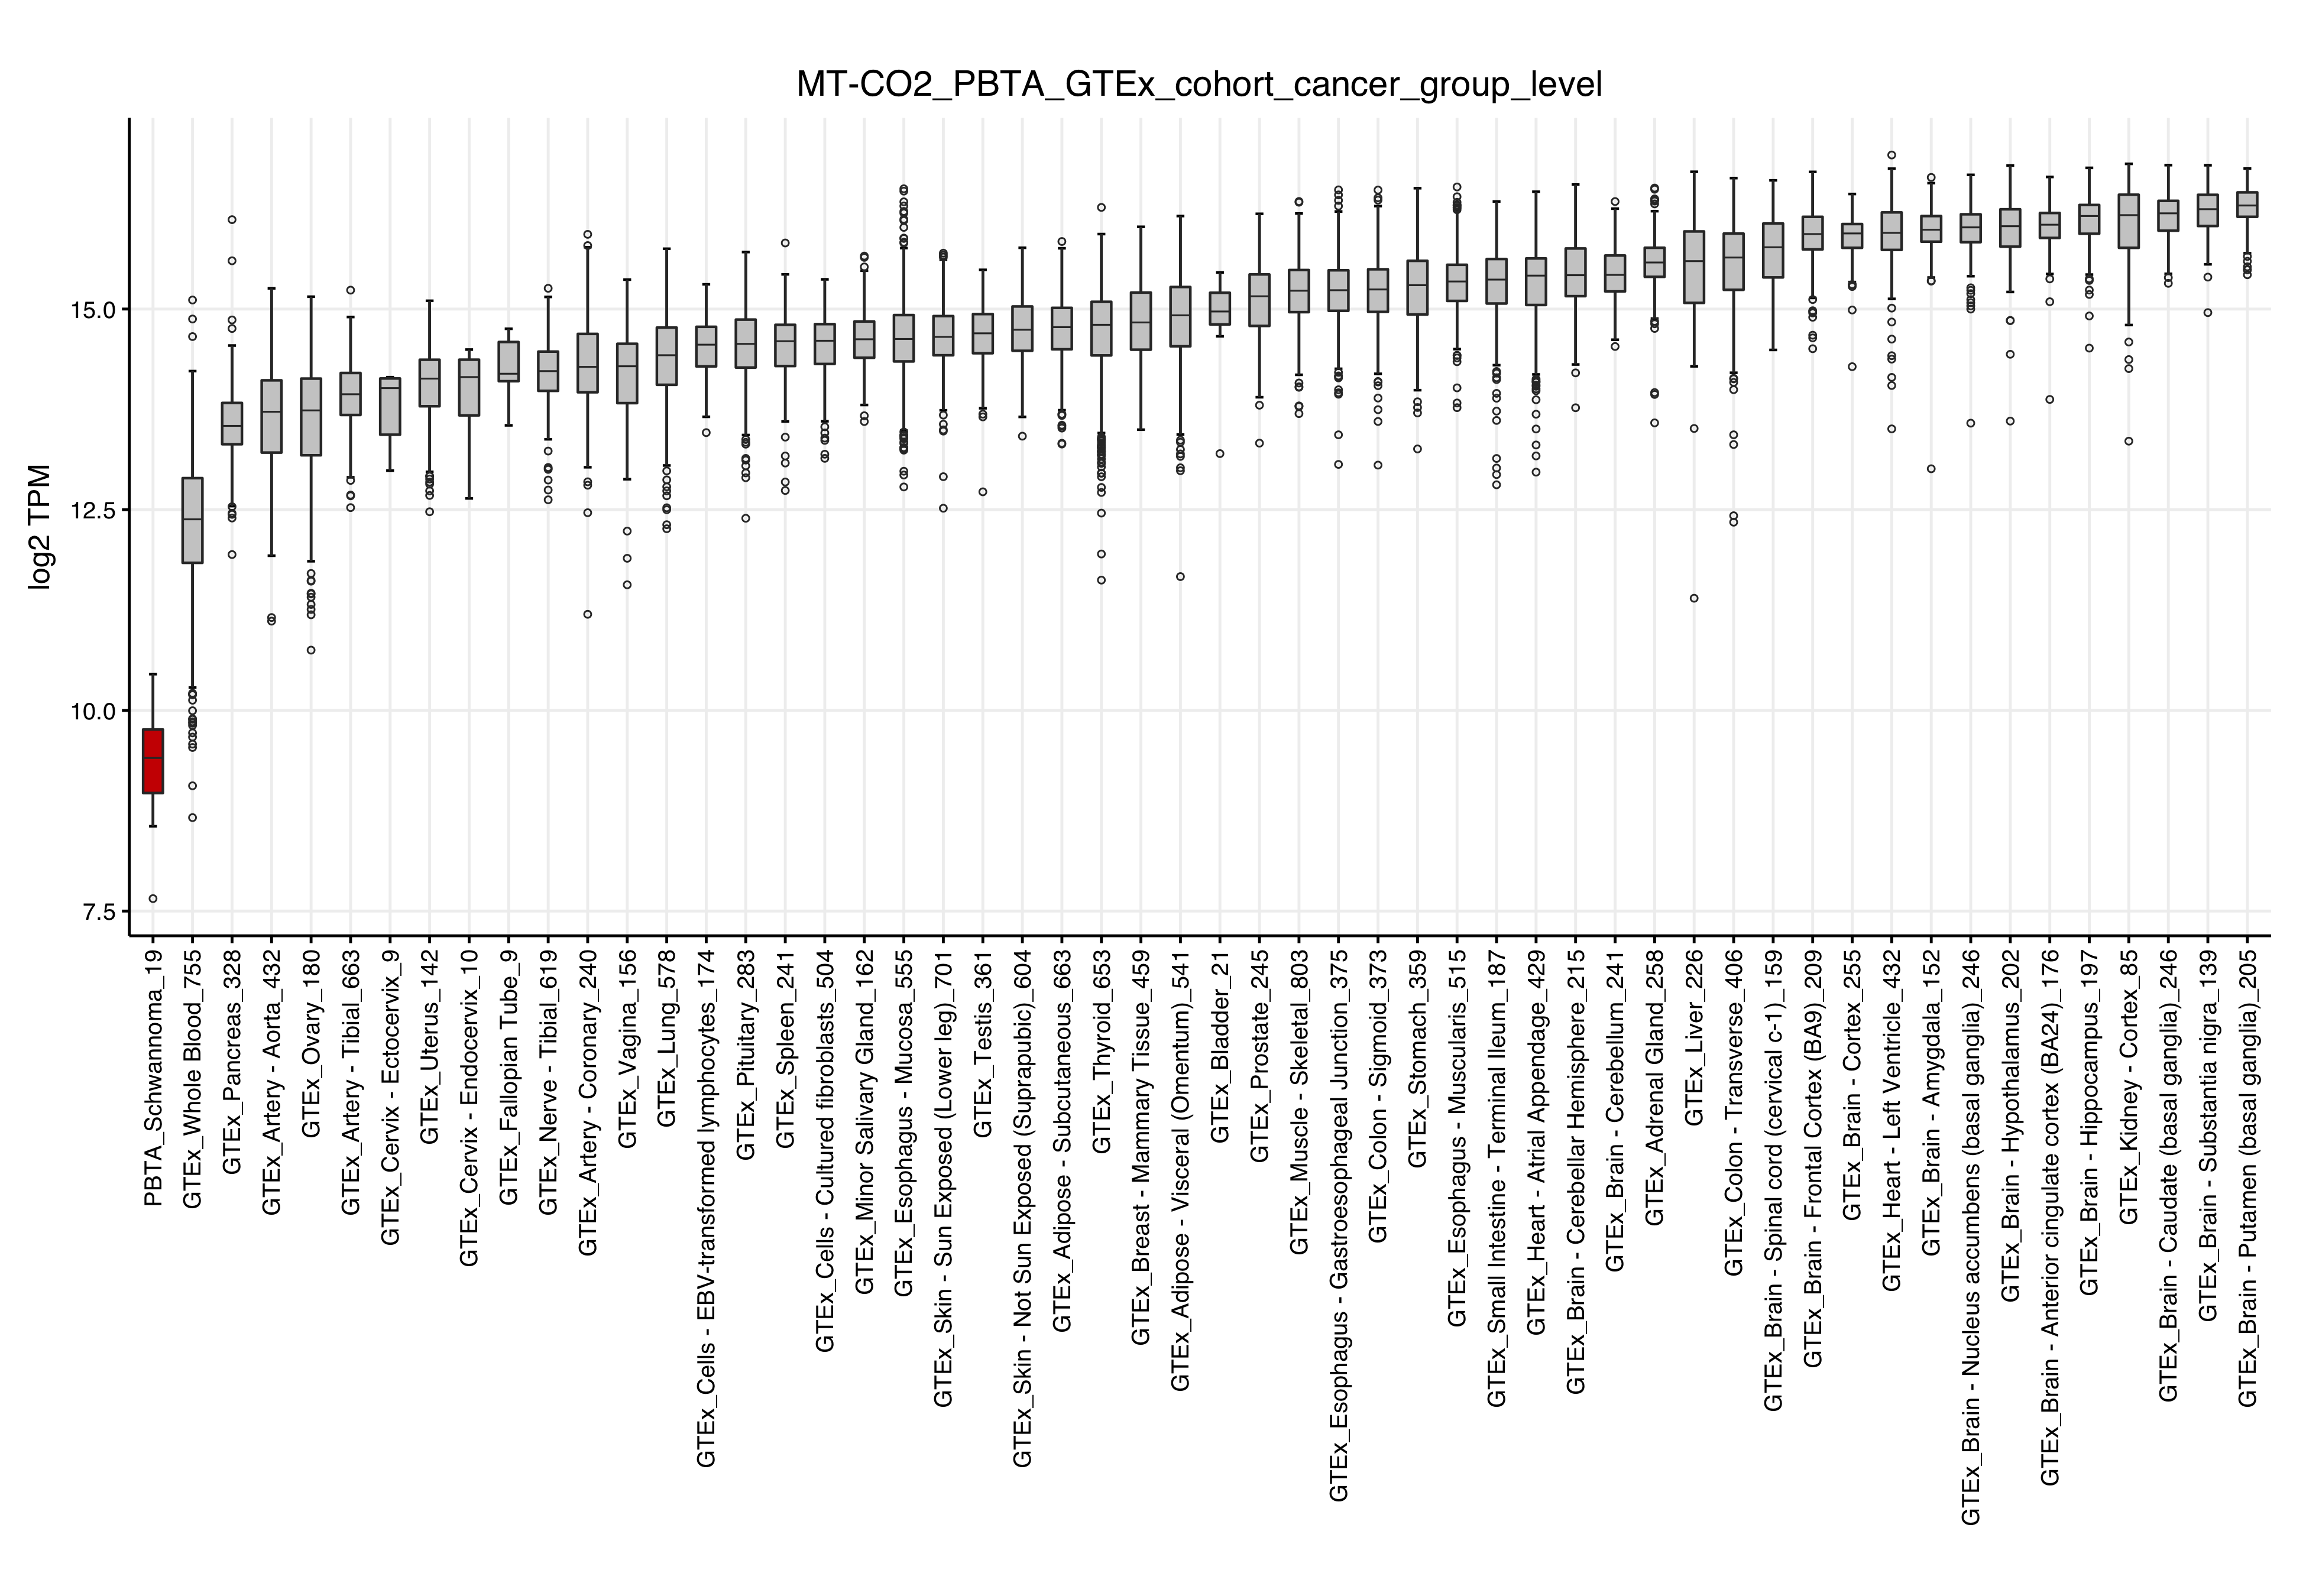 MT-CO2_PBTA_GTEx_cohort_cancer_group_level
log2 TPM
15.0
12.5
10.0
7.5
PBTA_Schwannoma_19
GTEx_Whole Blood_755
GTEx_Pancreas_328
GTEx_Artery - Aorta_432
GTEx_Ovary_180
GTEx_Artery - Tibial_663
GTEx_Cervix - Ectocervix_9
GTEx_Uterus_142
GTEx_Cervix - Endocervix_10
GTEx_Fallopian Tube_9
GTEx_Nerve - Tibial_619
GTEx_Artery - Coronary_240
GTEx_Vagina_156
GTEx_Lung_578
GTEx_Cells - EBV-transformed lymphocytes_174
GTEx_Pituitary_283
GTEx_Spleen_241
GTEx_Cells - Cultured fibroblasts_504
GTEx_Minor Salivary Gland_162
GTEx_Esophagus - Mucosa_555
GTEx_Skin - Sun Exposed (Lower leg)_701
GTEx_Testis_361
GTEx_Skin - Not Sun Exposed (Suprapubic)_604
GTEx_Adipose - Subcutaneous_663
GTEx_Thyroid_653
GTEx_Breast - Mammary Tissue_459
GTEx_Adipose - Visceral (Omentum)_541
GTEx_Bladder_21
GTEx_Prostate_245
GTEx_Muscle - Skeletal_803
GTEx_Esophagus - Gastroesophageal Junction_375
GTEx_Colon - Sigmoid_373
GTEx_Stomach_359
GTEx_Esophagus - Muscularis_515
GTEx_Small Intestine - Terminal Ileum_187
GTEx_Heart - Atrial Appendage_429
GTEx_Brain - Cerebellar Hemisphere_215
GTEx_Brain - Cerebellum_241
GTEx_Adrenal Gland_258
GTEx_Liver_226
GTEx_Colon - Transverse_406
GTEx_Brain - Spinal cord (cervical c-1)_159
GTEx_Brain - Frontal Cortex (BA9)_209
GTEx_Brain - Cortex_255
GTEx_Heart - Left Ventricle_432
GTEx_Brain - Amygdala_152
GTEx_Brain - Nucleus accumbens (basal ganglia)_246
GTEx_Brain - Hypothalamus_202
GTEx_Brain - Anterior cingulate cortex (BA24)_176
GTEx_Brain - Hippocampus_197
GTEx_Kidney - Cortex_85
GTEx_Brain - Caudate (basal ganglia)_246
GTEx_Brain - Substantia nigra_139
GTEx_Brain - Putamen (basal ganglia)_205